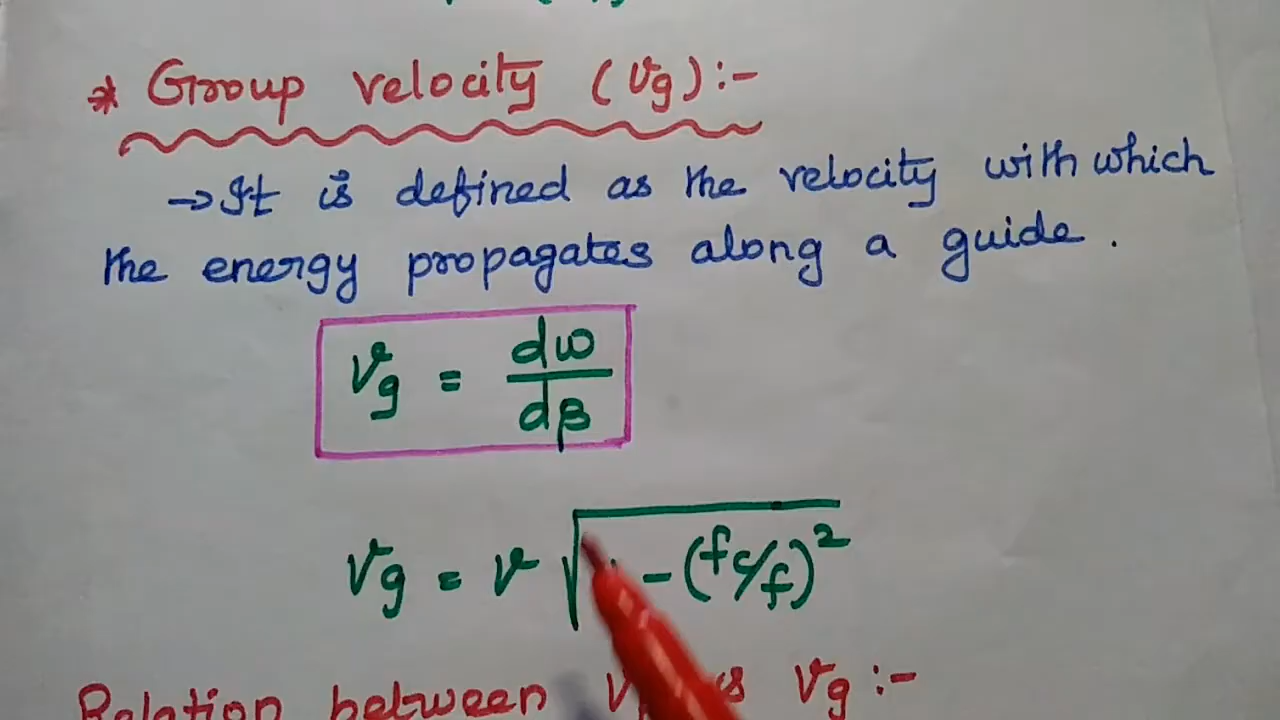 * Group velocity (Vg):-
→ It is defined as the velocity with which
the energy propagates along a guide.
Vg = dω/dβ
Vg = v √ - (fc/f)²
Relation between Vg:-